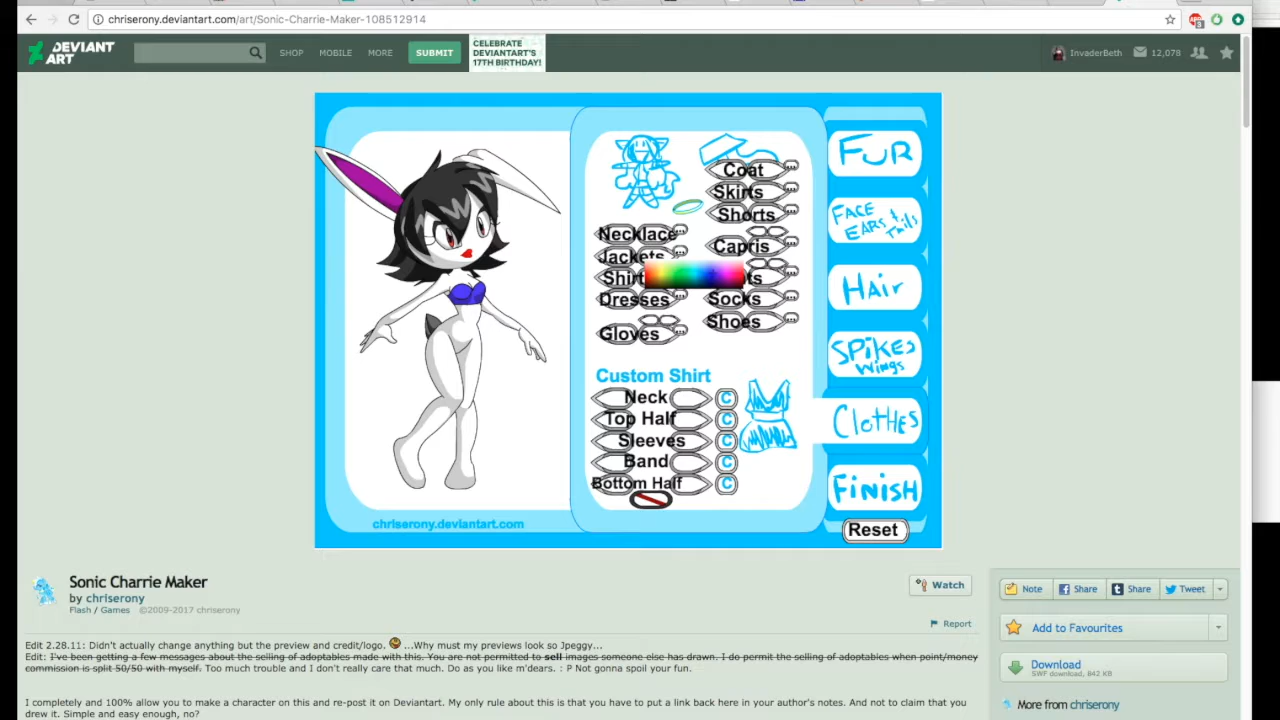 chriserony.deviantart.com/art/Sonic-Charrie-Maker-108512914
DEVIANT ART
SHOP
MOBILE
MORE
SUBMIT
CELEBRATE
DEVIANTART'S
17TH BIRTHDAY!
InvaderBeth
12,078
Coat
Skirts
Shorts
Necklace
Capris
Jackets
Shirt
ts
Dresses
Socks
Gloves
Shoes
Custom Shirt
Neck
C
Top Half
C
Sleeves
C
Band
C
Bottom Half
C
FUR
FACE
EARS & Tails
HAir
SPiKES
Wings
ClotHES
FiNiSH
Reset
chriserony.deviantart.com
Sonic Charrie Maker
by chriserony
Flash / Games ©2009-2017 chriserony
Watch
Report
Note
Share
Share
Tweet
Add to Favourites
Download
SWF download, 842 KB
More from chriserony
Edit 2.28.11: Didn't actually change anything but the preview and credit/logo. ...Why must my previews look so Jpeggy...
Edit: I've been getting a few messages about the selling of adoptables made with this. You are not permitted to sell images someone else has drawn. I do permit the selling of adoptables when point/money
commission is split 50/50 with myself. Too much trouble and I don't really care that much. Do as you like m'dears. : P Not gonna spoil your fun.
I completely and 100% allow you to make a character on this and re-post it on Deviantart. My only rule about this is that you have to put a link back here in your author's notes. And not to claim that you
drew it. Simple and easy enough, no?